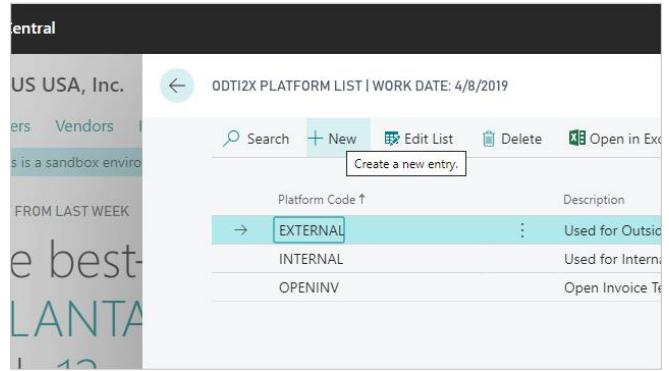 Central
US USA, Inc.
ODTI2X PLATFORM LIST | WORK DATE: 4/8/2019
ers Vendors
Search + New Edit List Delete Open in Exc
s is a sandbox enviro
Create a new entry.
Platform Code ↑ Description
FROM LAST WEEK
→ EXTERNAL Used for Outsid
e best-
INTERNAL Used for Interna
OPENINV Open Invoice Te
LANTA